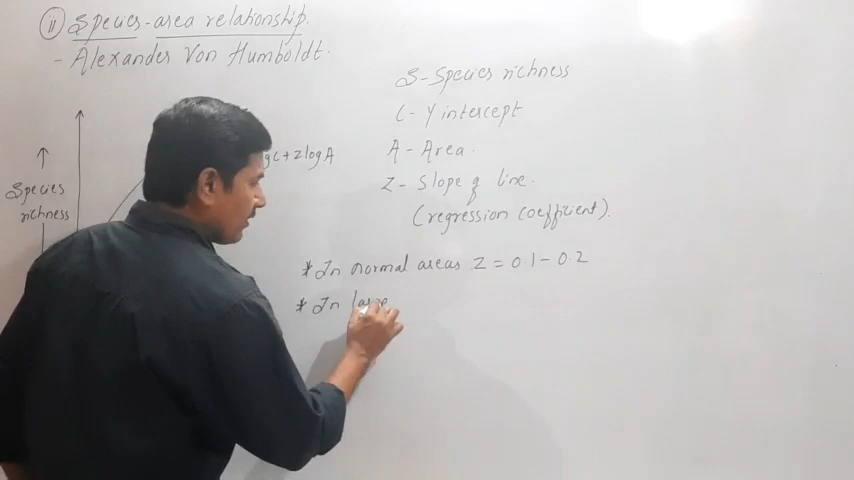 ii Species-area relationship.
- Alexander Von Humboldt.
S - Species richness
C - Y intercept
gC + Z log A
A - Area.
Species richness
Z - Slope of line.
(regression coefficient).
* In normal areas Z = 0.1 - 0.2
* In large